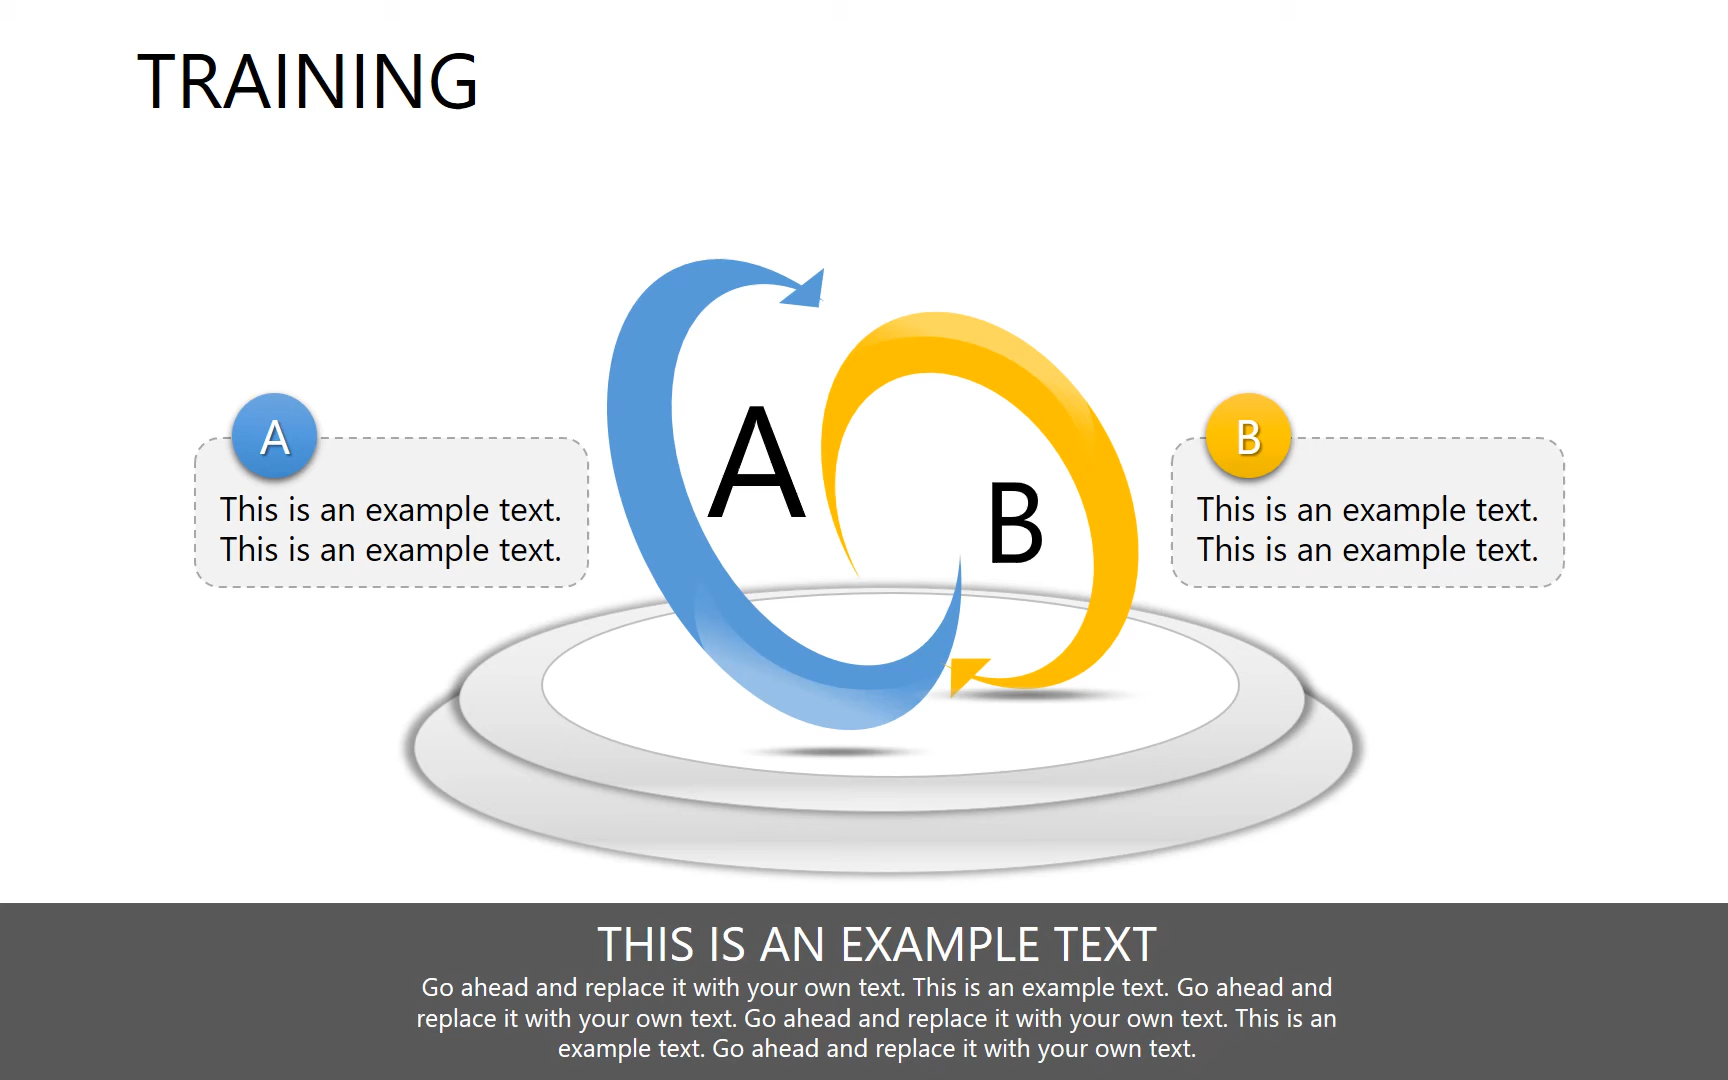 TRAINING
A
This is an example text.
This is an example text.
A
B
B
This is an example text.
This is an example text.
THIS IS AN EXAMPLE TEXT
Go ahead and replace it with your own text. This is an example text. Go ahead and
replace it with your own text. Go ahead and replace it with your own text. This is an
example text. Go ahead and replace it with your own text.